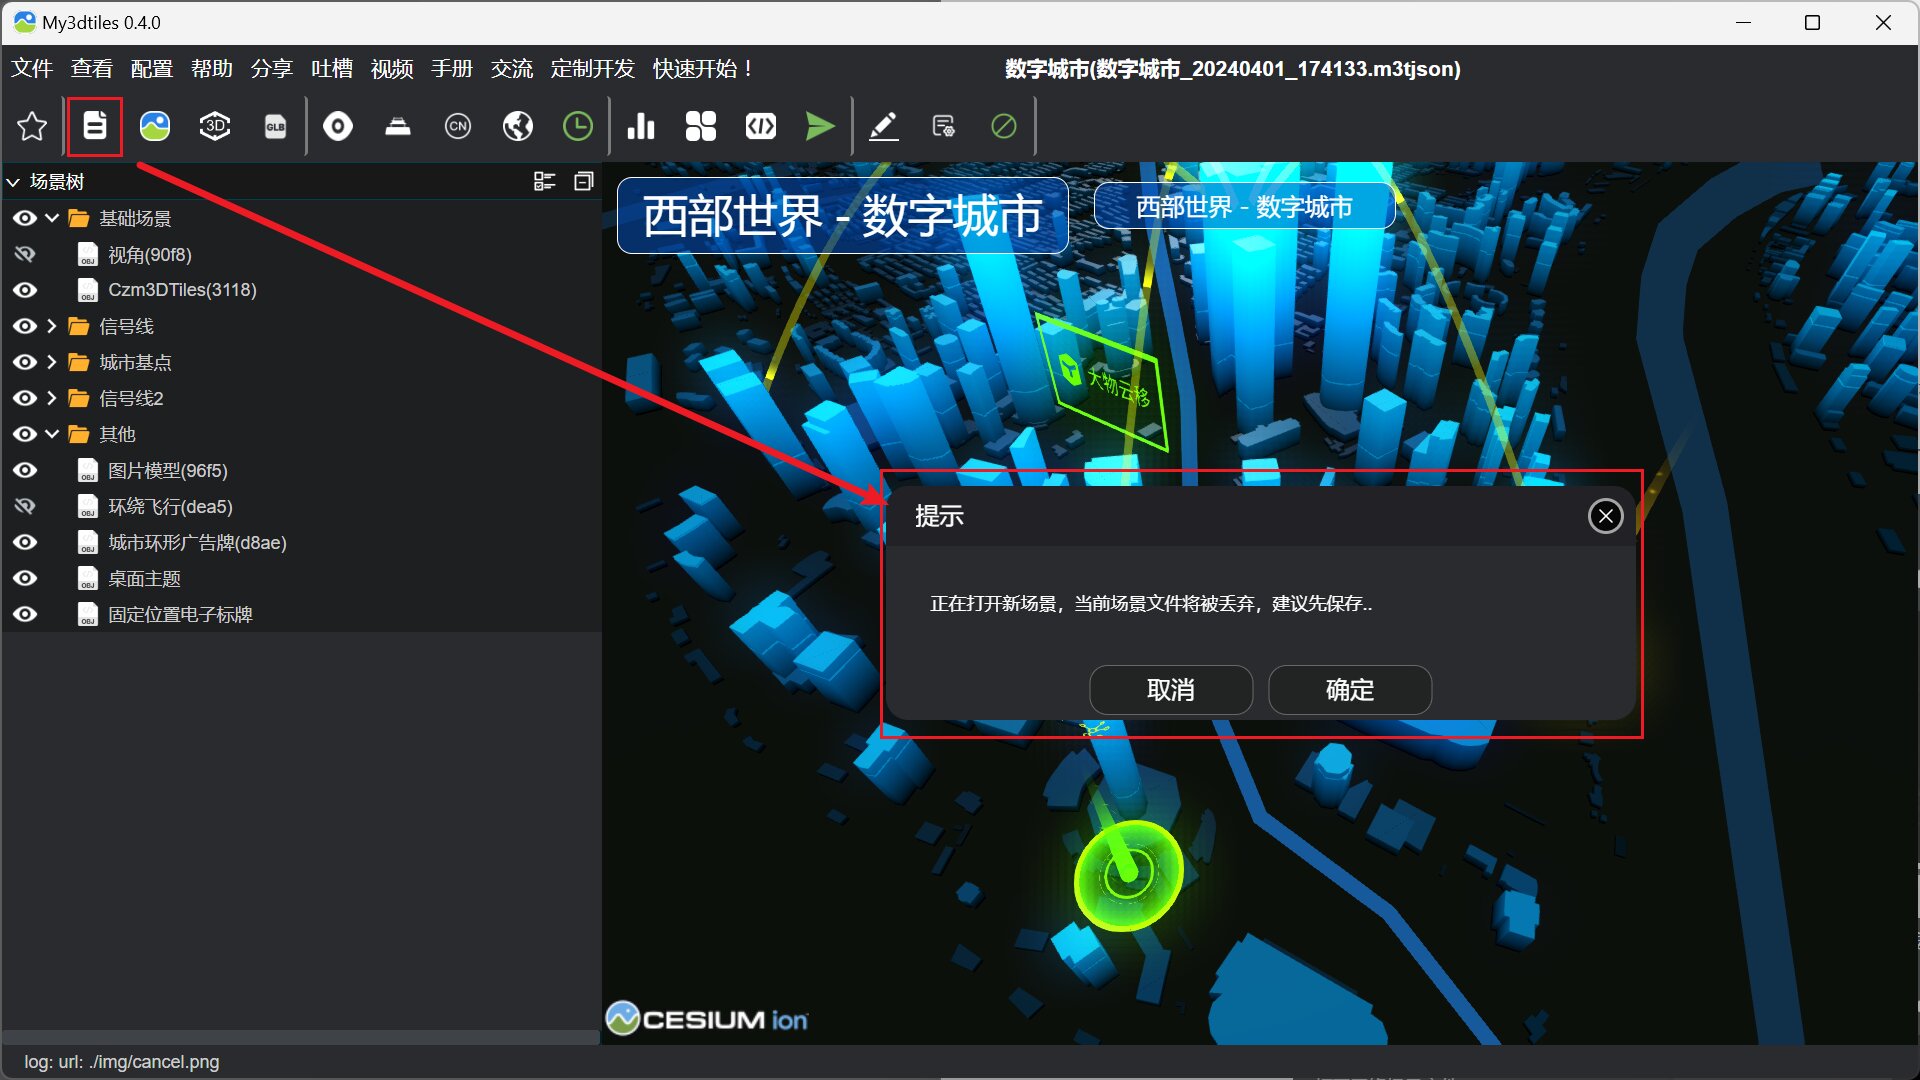 My3dtiles 0.4.0
文件 查看 配置 帮助 分享 吐槽 视频 手册 交流 定制开发 快速开始！
数字城市(数字城市_20240401_174133.m3tjson)
3D
GLB
CN
场景树
基础场景
视角(90f8)
Czm3DTiles(3118)
信号线
城市基点
信号线2
其他
图片模型(96f5)
环绕飞行(dea5)
城市环形广告牌(d8ae)
桌面主题
固定位置电子标牌
西部世界 - 数字城市
西部世界 - 数字城市
大物云移
提示
正在打开新场景，当前场景文件将被丢弃，建议先保存..
取消
确定
CESIUM ion
log: url: ./img/cancel.png